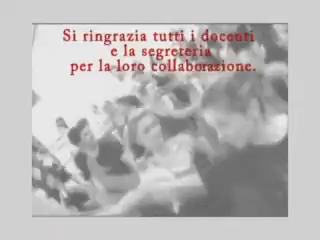 Si ringrazia tutti i docenti
e la segreteria
per la loro collaborazione.